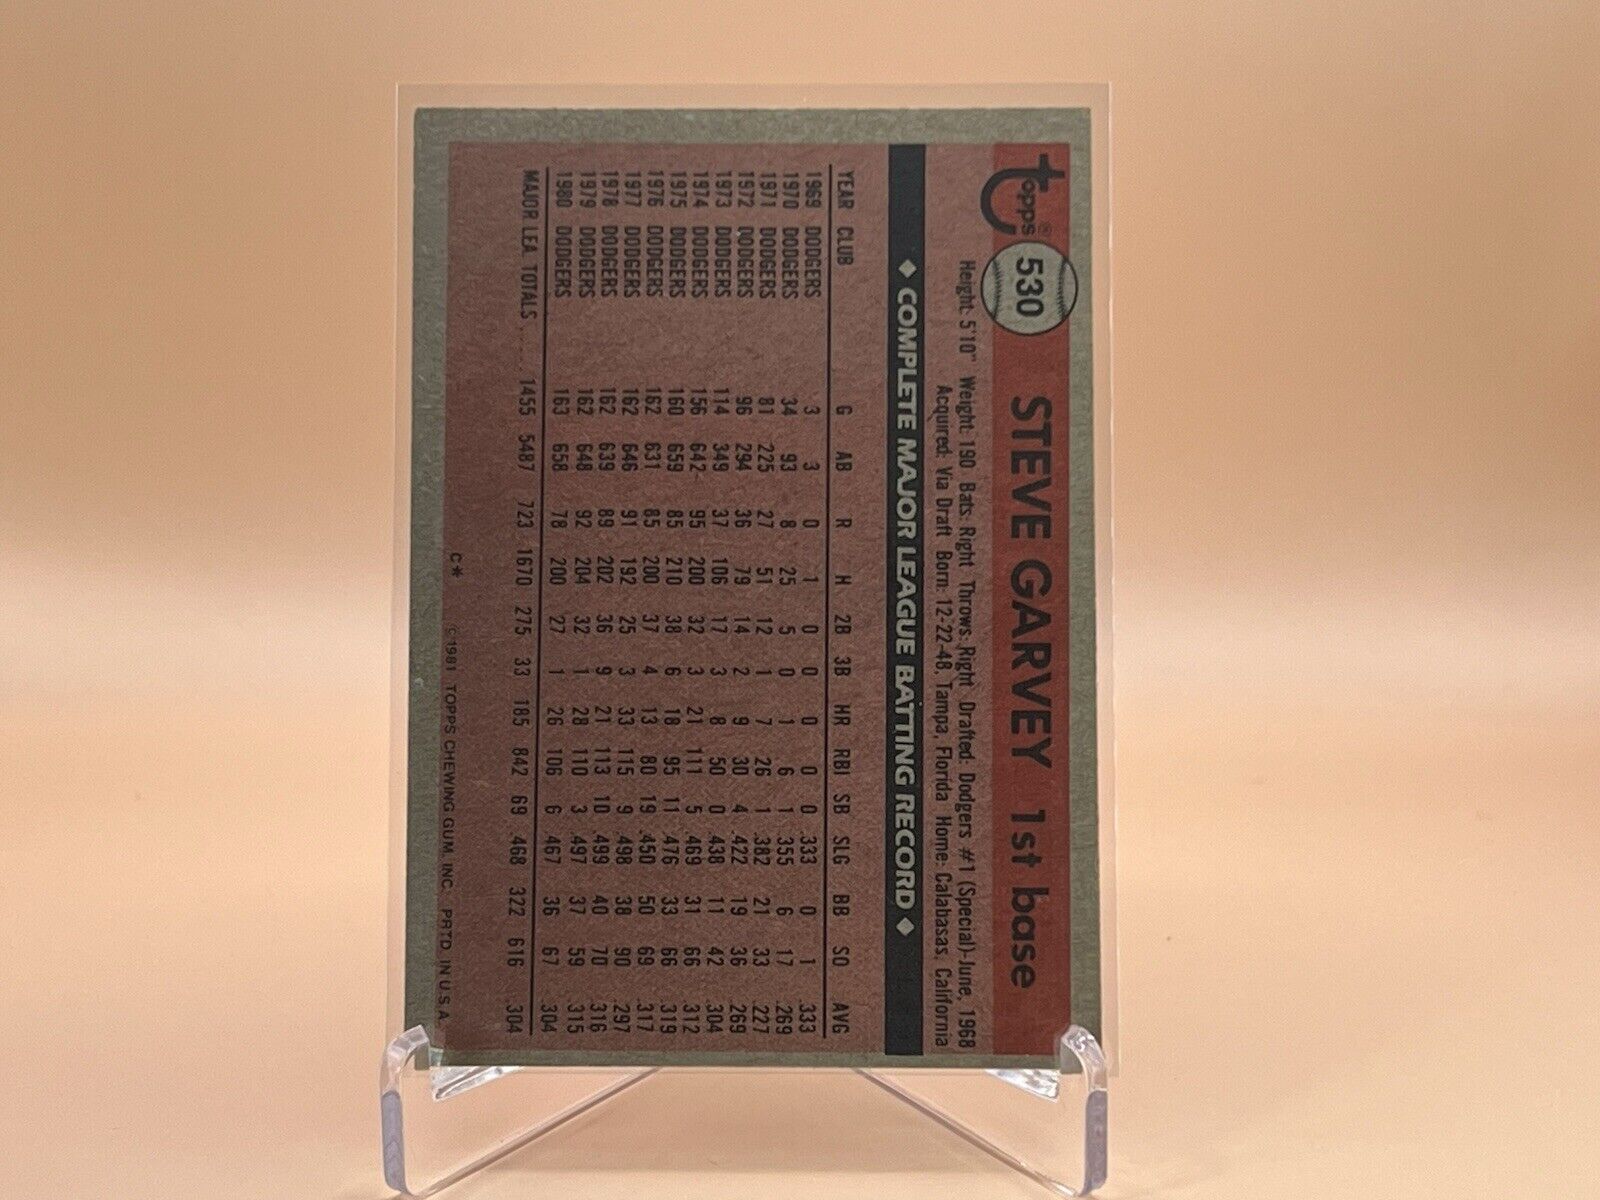 Topps® 530 STEVE GARVEY 1st base
Height: 5'10" Weight: 190 Bats: Right Throws: Right Drafted: Dodgers #1 (Special)-June, 1968
Acquired: Via Draft Born: 12-22-48, Tampa, Florida Home: Calabasas, California
◆ COMPLETE MAJOR LEAGUE BATTING RECORD ◆
YEAR CLUB G AB R H 2B 3B HR RBI SB SLG BB SO AVG
1969 DODGERS 3 3 0 1 0 0 0 0 0 .333 0 1 .333
1970 DODGERS 34 93 8 25 5 0 1 6 1 .355 6 17 .269
1971 DODGERS 81 225 27 51 12 1 7 26 1 .382 21 33 .227
1972 DODGERS 96 294 36 79 14 2 9 30 4 .422 19 36 .269
1973 DODGERS 114 349 37 106 17 3 8 50 0 .438 11 42 .304
1974 DODGERS 156 642 95 200 32 3 21 111 5 .469 31 66 .312
1975 DODGERS 160 659 85 210 38 6 18 95 11 .476 33 66 .319
1976 DODGERS 162 631 85 200 37 4 13 80 19 .450 50 69 .317
1977 DODGERS 162 646 91 192 25 3 33 115 9 .498 38 90 .297
1978 DODGERS 162 639 89 202 36 9 21 113 10 .499 40 70 .316
1979 DODGERS 162 648 92 204 32 1 28 110 3 .497 37 59 .315
1980 DODGERS 163 658 78 200 27 1 26 106 6 .467 36 67 .304
MAJOR LEA. TOTALS .... 1455 5487 723 1670 275 33 185 842 69 .468 322 616 .304
C* © 1981 TOPPS CHEWING GUM, INC. PRTD. IN U.S.A.